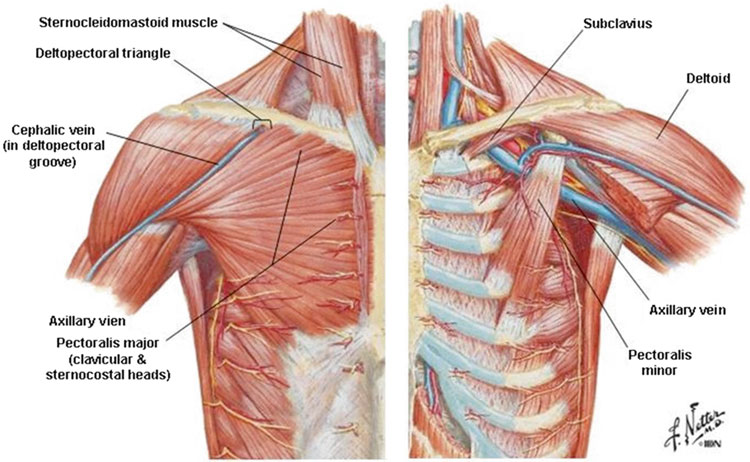 Sternocleidomastoid muscle
Deltopectoral triangle
Cephalic vein
(in deltopectoral
groove)
Axillary vien
Pectoralis major
(clavicular &
sternocostal heads)
Subclavius
Deltoid
Axillary vein
Pectoralis
minor
F. Netter
M.D.